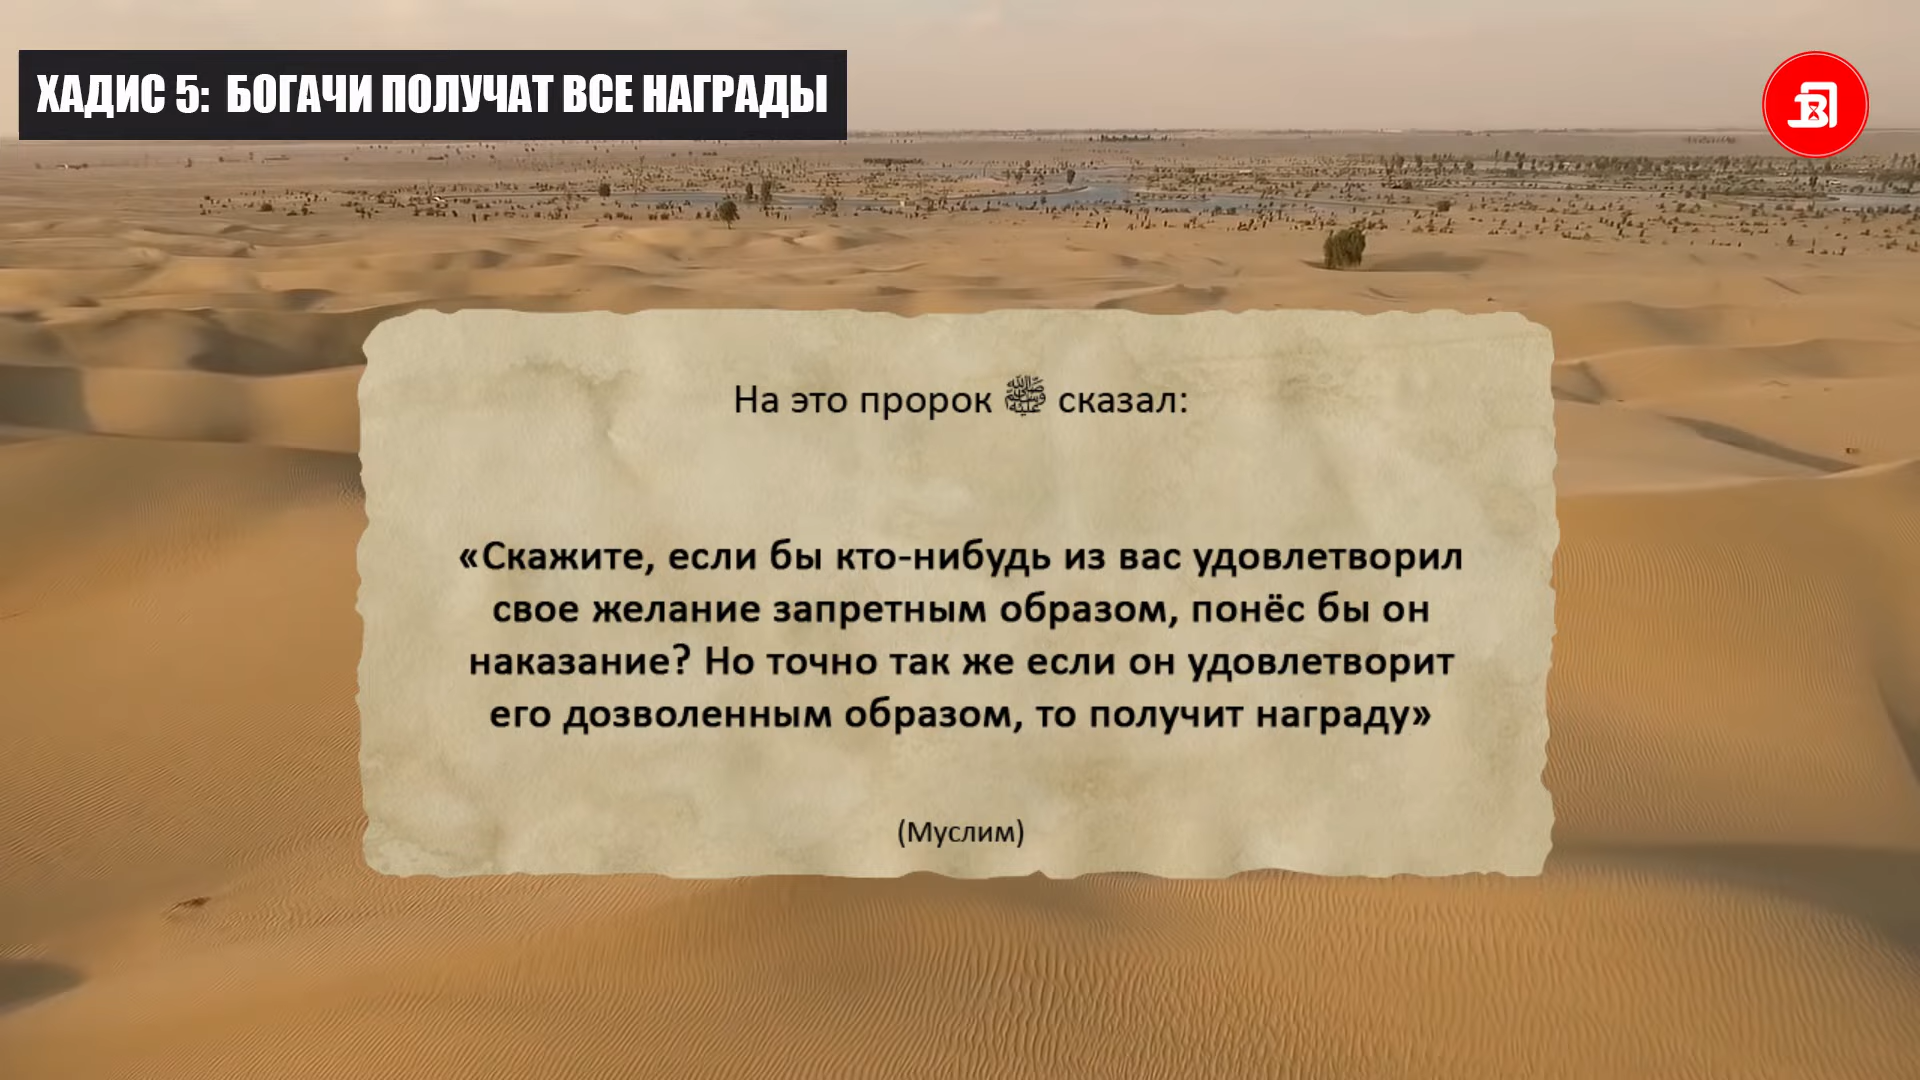 ХАДИС 5: БОГАЧИ ПОЛУЧАТ ВСЕ НАГРАДЫ
На это пророк ﷺ сказал:
«Скажите, если бы кто-нибудь из вас удовлетворил
свое желание запретным образом, понёс бы он
наказание? Но точно так же если он удовлетворит
его дозволенным образом, то получит награду»
(Муслим)